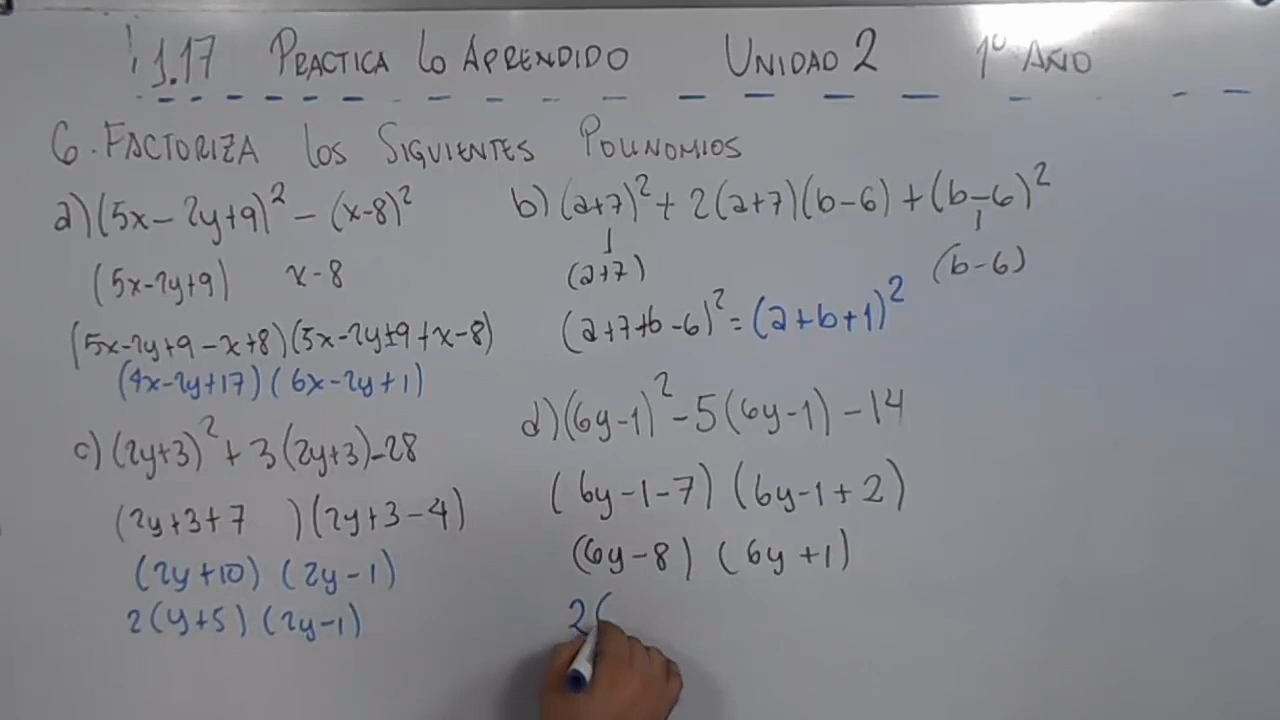 1.17 PRACTICA LO APRENDIDO UNIDAD 2 1º AÑO
6. FACTORIZA LOS SIGUIENTES POLINOMIOS
a) (5x-2y+9)² - (x-8)²
(5x-2y+9) x-8
(5x-2y+9-x+8)(5x-2y+9+x-8)
(4x-2y+17)(6x-2y+1)
b) (a+7)² + 2(a+7)(b-6) + (b-6)²
(a+7) (b-6)
(a+7+b-6)² = (a+b+1)²
c) (2y+3)² + 3(2y+3)-28
(2y+3+7 )(2y+3-4)
(2y+10) (2y-1)
2(y+5) (2y-1)
d) (6y-1)² -5(6y-1) -14
(6y-1-7) (6y-1+2)
(6y-8) (6y+1)
2(